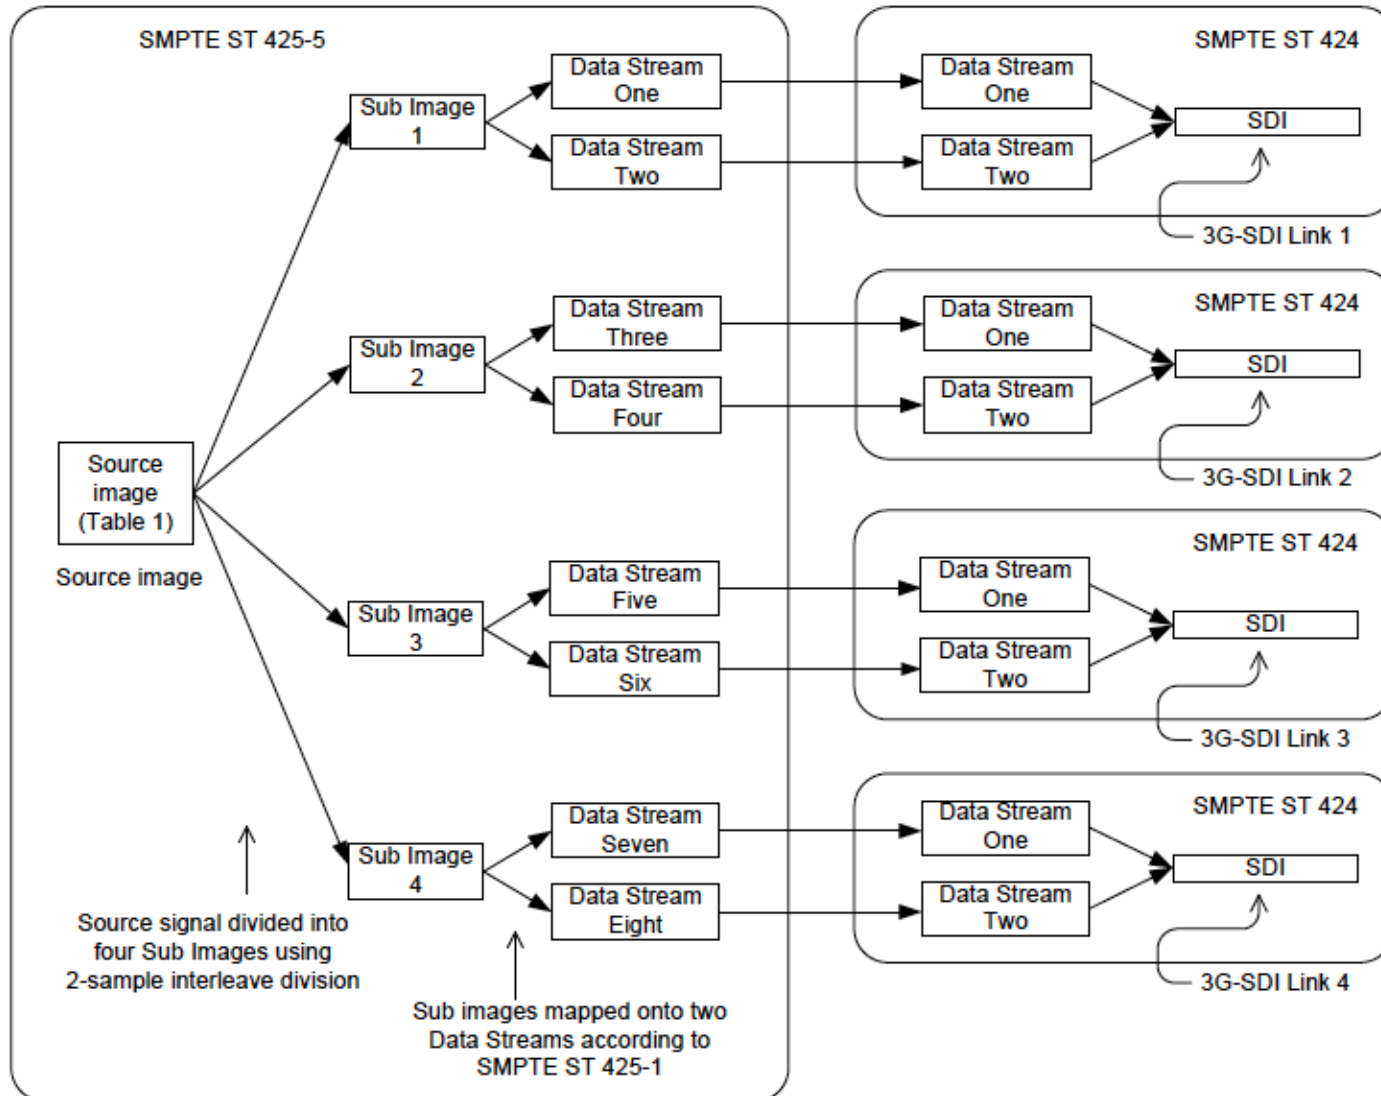 SMPTE ST 425-5
Source
image
(Table 1)
Source image
Sub Image
1
Sub Image
2
Sub Image
3
Sub Image
4
Data Stream
One
Data Stream
Two
Data Stream
Three
Data Stream
Four
Data Stream
Five
Data Stream
Six
Data Stream
Seven
Data Stream
Eight
Source signal divided into
four Sub Images using
2-sample interleave division
Sub images mapped onto two
Data Streams according to
SMPTE ST 425-1
SMPTE ST 424
Data Stream
One
Data Stream
Two
SDI
3G-SDI Link 1
SMPTE ST 424
Data Stream
One
Data Stream
Two
SDI
3G-SDI Link 2
SMPTE ST 424
Data Stream
One
Data Stream
Two
SDI
3G-SDI Link 3
SMPTE ST 424
Data Stream
One
Data Stream
Two
SDI
3G-SDI Link 4